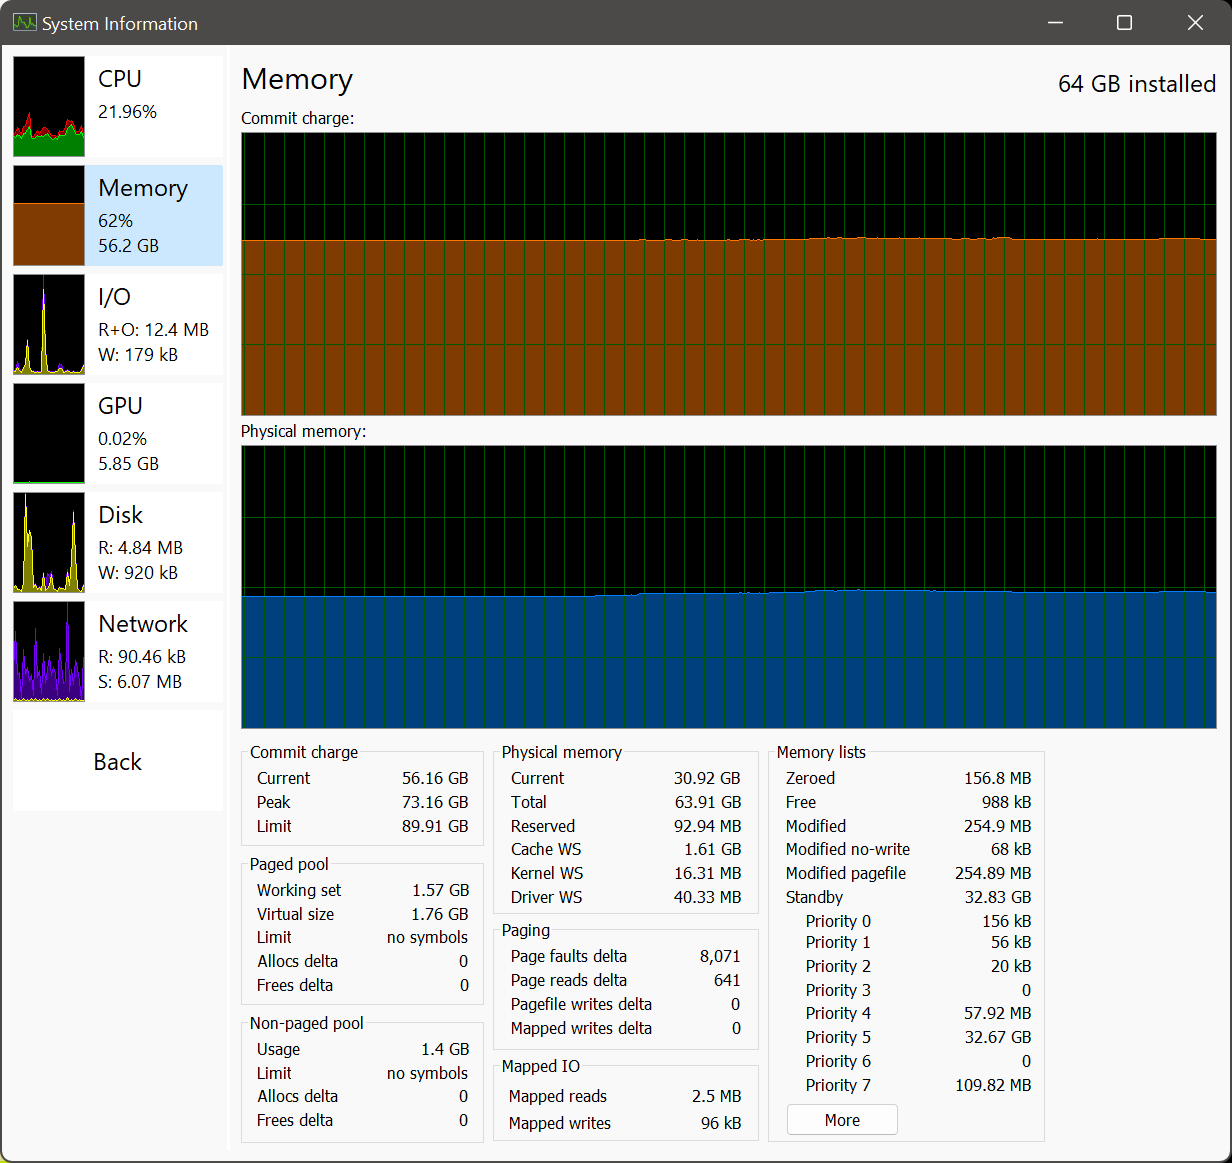 System Information
CPU
21.96%
Memory
62%
56.2 GB
I/O
R+O: 12.4 MB
W: 179 kB
GPU
0.02%
5.85 GB
Disk
R: 4.84 MB
W: 920 kB
Network
R: 90.46 kB
S: 6.07 MB
Back
Memory
64 GB installed
Commit charge:
Physical memory:
Commit charge
Current 56.16 GB
Peak 73.16 GB
Limit 89.91 GB
Paged pool
Working set 1.57 GB
Virtual size 1.76 GB
Limit no symbols
Allocs delta 0
Frees delta 0
Non-paged pool
Usage 1.4 GB
Limit no symbols
Allocs delta 0
Frees delta 0
Physical memory
Current 30.92 GB
Total 63.91 GB
Reserved 92.94 MB
Cache WS 1.61 GB
Kernel WS 16.31 MB
Driver WS 40.33 MB
Paging
Page faults delta 8,071
Page reads delta 641
Pagefile writes delta 0
Mapped writes delta 0
Mapped IO
Mapped reads 2.5 MB
Mapped writes 96 kB
Memory lists
Zeroed 156.8 MB
Free 988 kB
Modified 254.9 MB
Modified no-write 68 kB
Modified pagefile 254.89 MB
Standby 32.83 GB
Priority 0 156 kB
Priority 1 56 kB
Priority 2 20 kB
Priority 3 0
Priority 4 57.92 MB
Priority 5 32.67 GB
Priority 6 0
Priority 7 109.82 MB
More